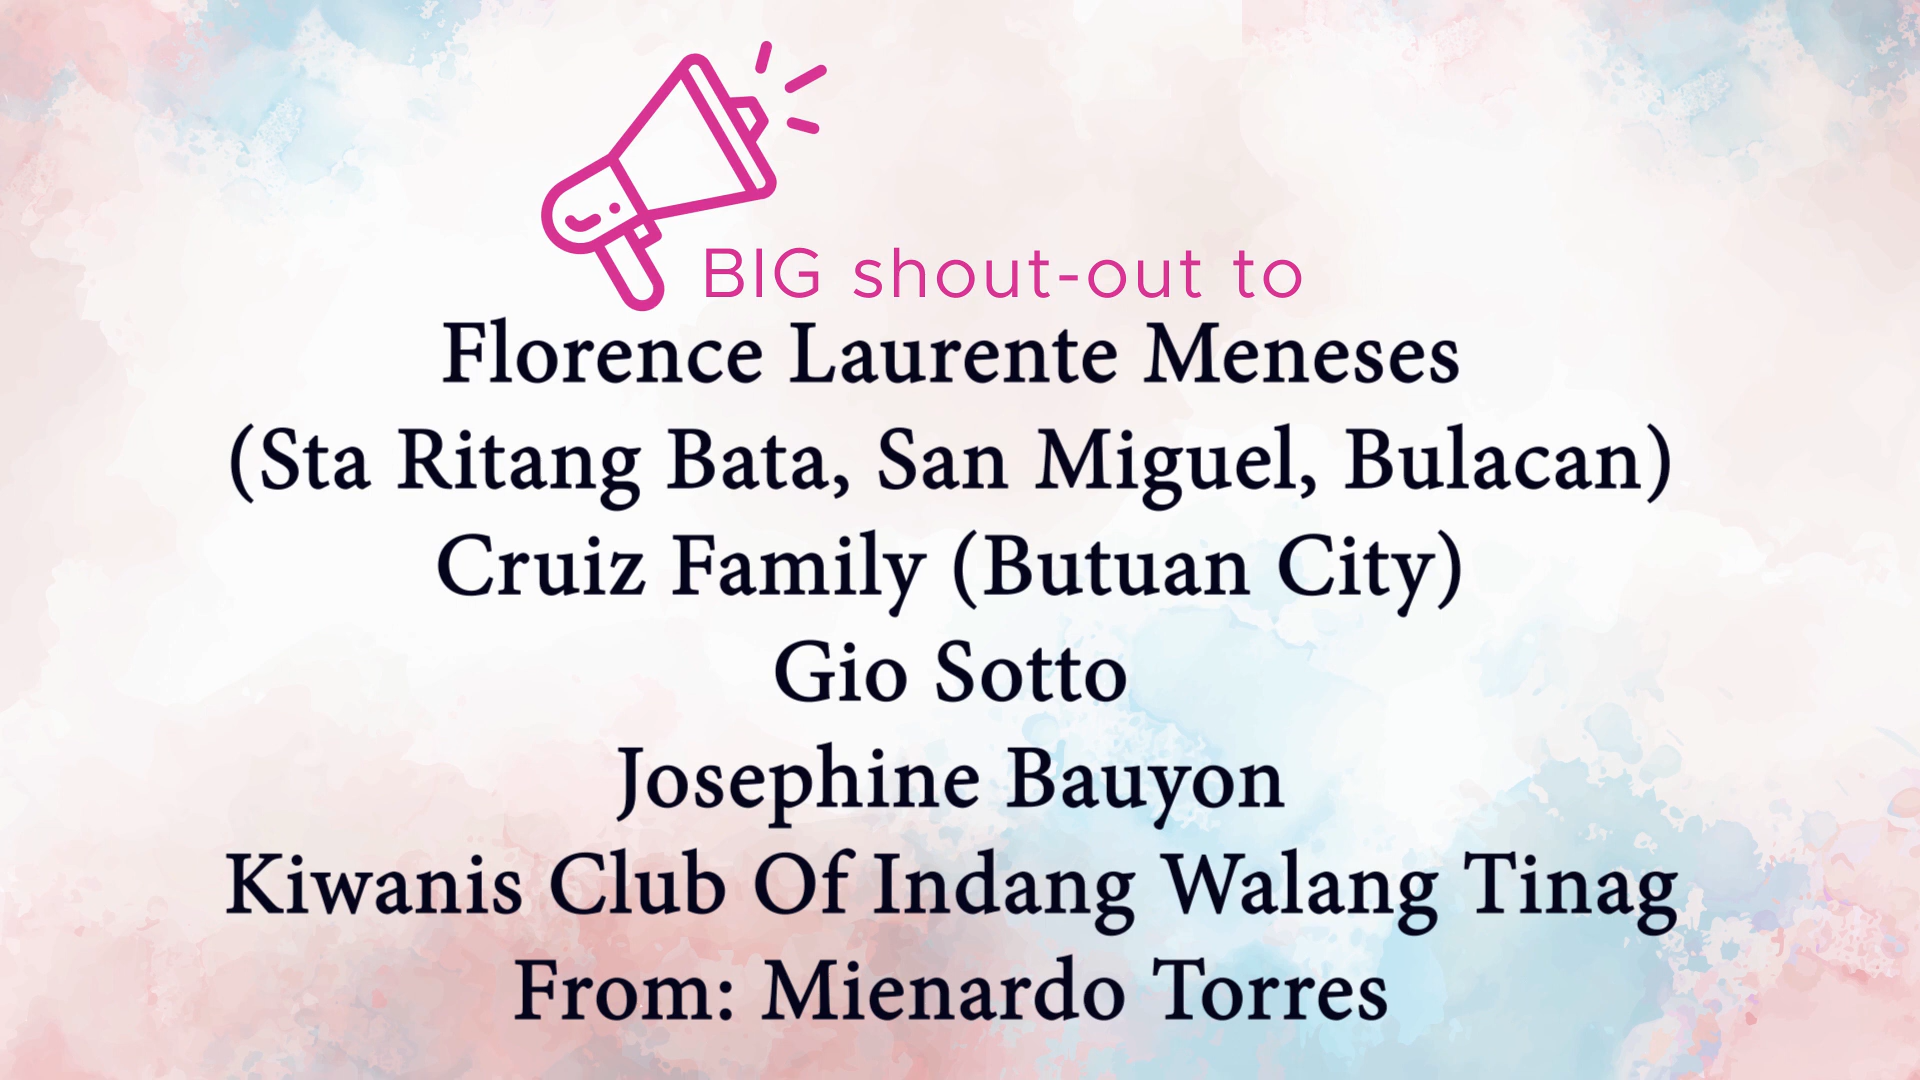 BIG shout-out to
Florence Laurente Meneses
(Sta Ritang Bata, San Miguel, Bulacan)
Cruiz Family (Butuan City)
Gio Sotto
Josephine Bauyon
Kiwanis Club Of Indang Walang Tinag
From: Mienardo Torres